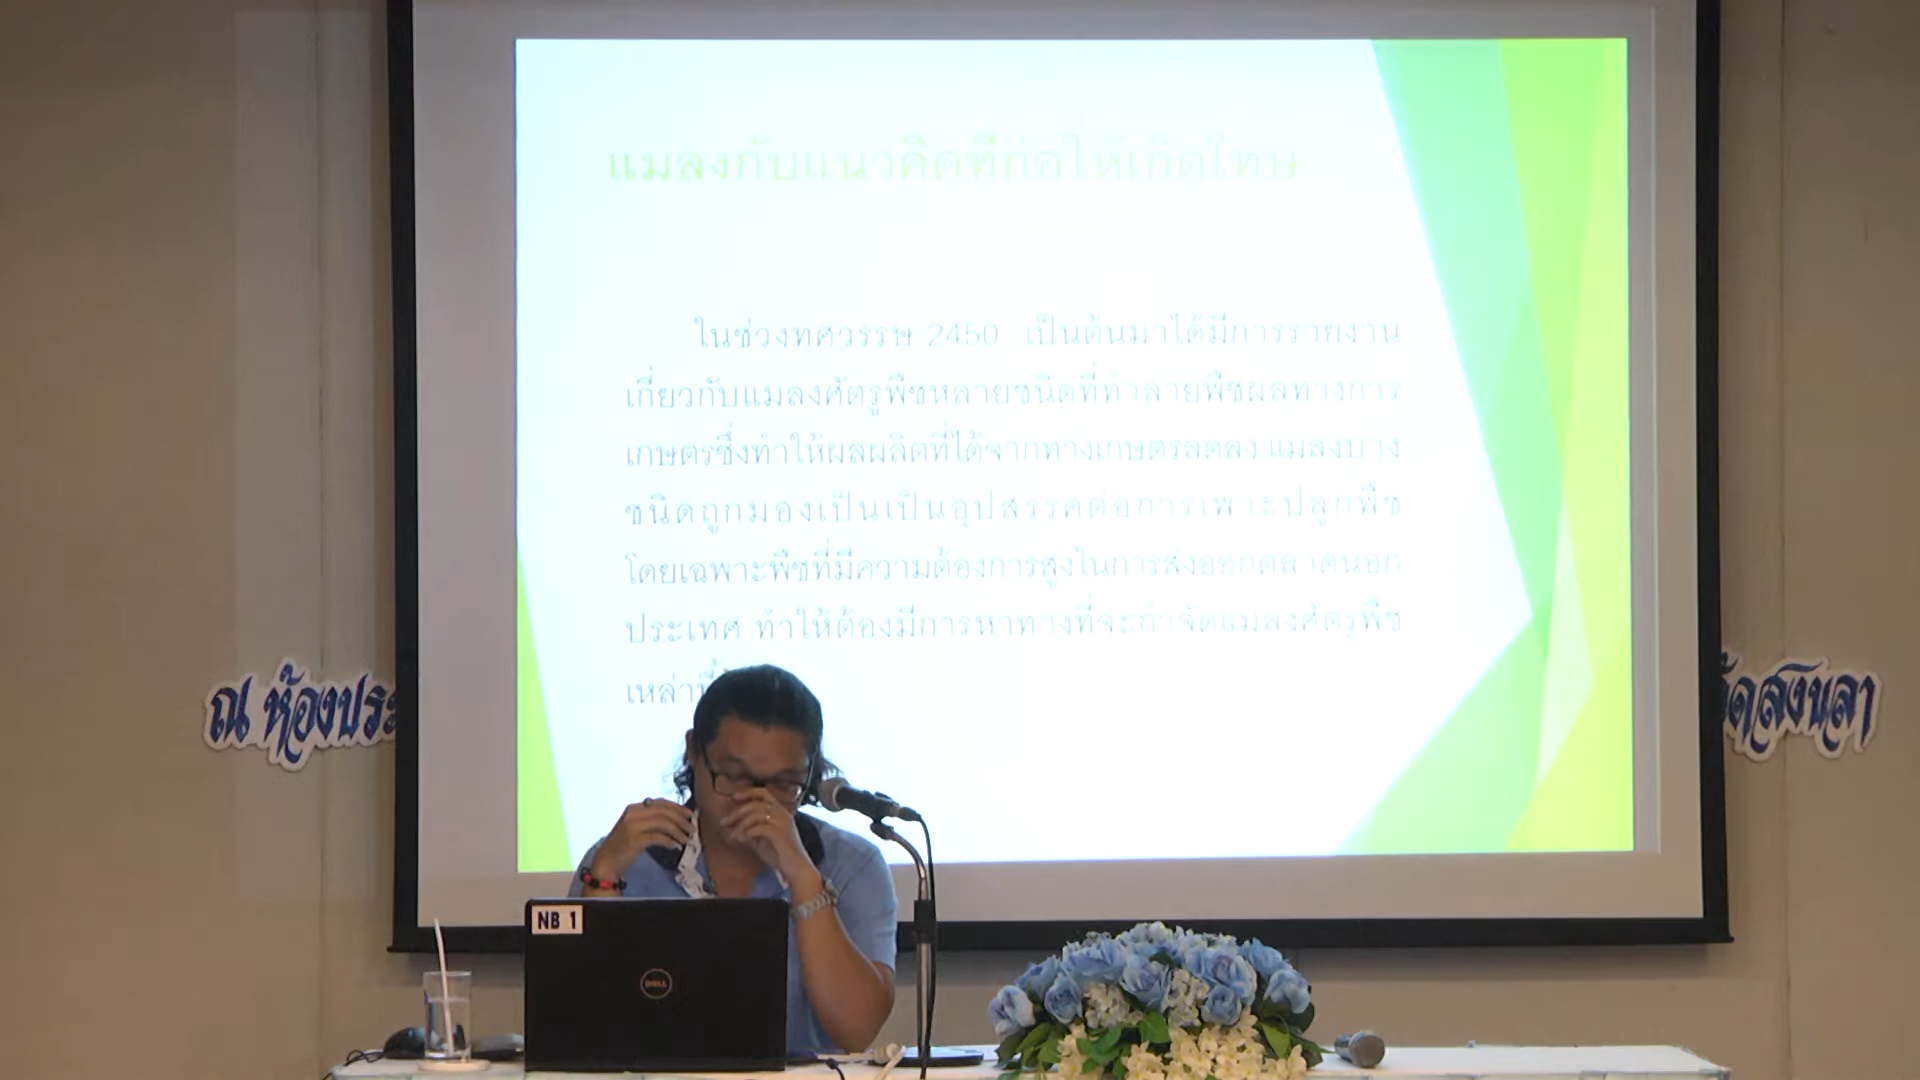 แมลงกับแนวคิดที่ก่อให้เกิดโทษ
ในช่วงทศวรรษ 2450 เป็นต้นมาได้มีการรายงาน
เกี่ยวกับแมลงศัตรูพืชหลายชนิดที่ทำลายพืชผลทางการ
เกษตรซึ่งทำให้ผลผลิตที่ได้จากทางเกษตรลดลง แมลงบาง
ชนิดถูกมองเป็นเป็นอุปสรรคต่อการเพาะปลูกพืช
โดยเฉพาะพืชที่มีความต้องการสูงในการส่งออกตลาดนอก
ประเทศ ทำให้ต้องมีการหาทางที่จะกำจัดแมลงศัตรูพืช
เหล่านี้
ณ ห้องประ
ัดสงขลา
NB 1
DELL